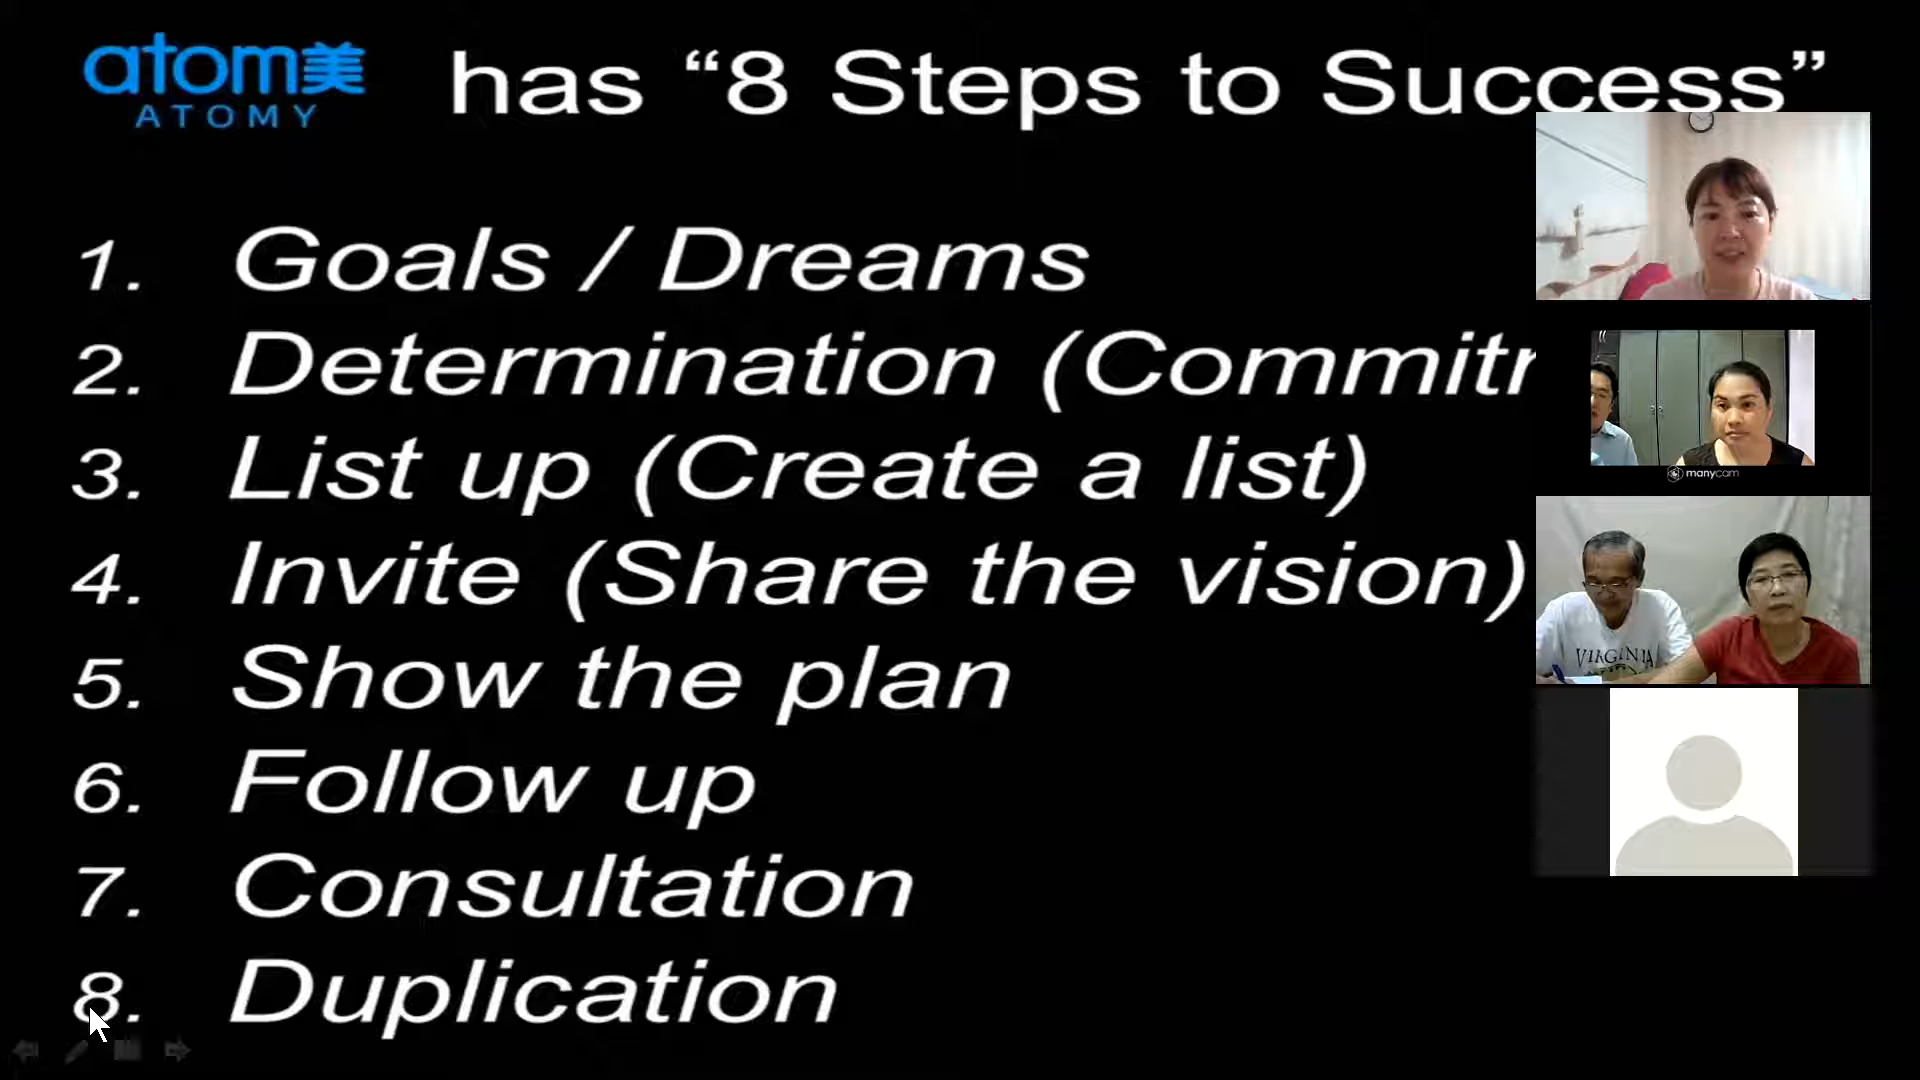 atom美 has “8 Steps to Success”
ATOMY
1. Goals / Dreams
2. Determination (Commitm
3. List up (Create a list)
4. Invite (Share the vision)
5. Show the plan
6. Follow up
7. Consultation
8. Duplication
manycam
VIRGINIA